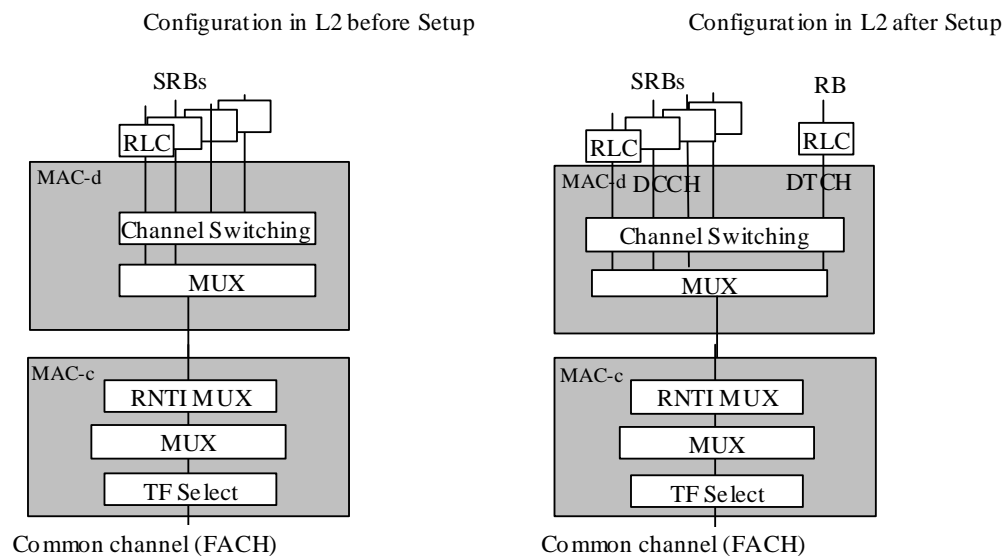 Configuration in L2 before Setup
SRBs
RLC
MAC-d
Channel Switching
MUX
MAC-c
RNTI MUX
MUX
TF Select
Common channel (FACH)
Configuration in L2 after Setup
SRBs
RB
RLC
RLC
MAC-d
DCCH
DTCH
Channel Switching
MUX
MAC-c
RNTI MUX
MUX
TF Select
Common channel (FACH)